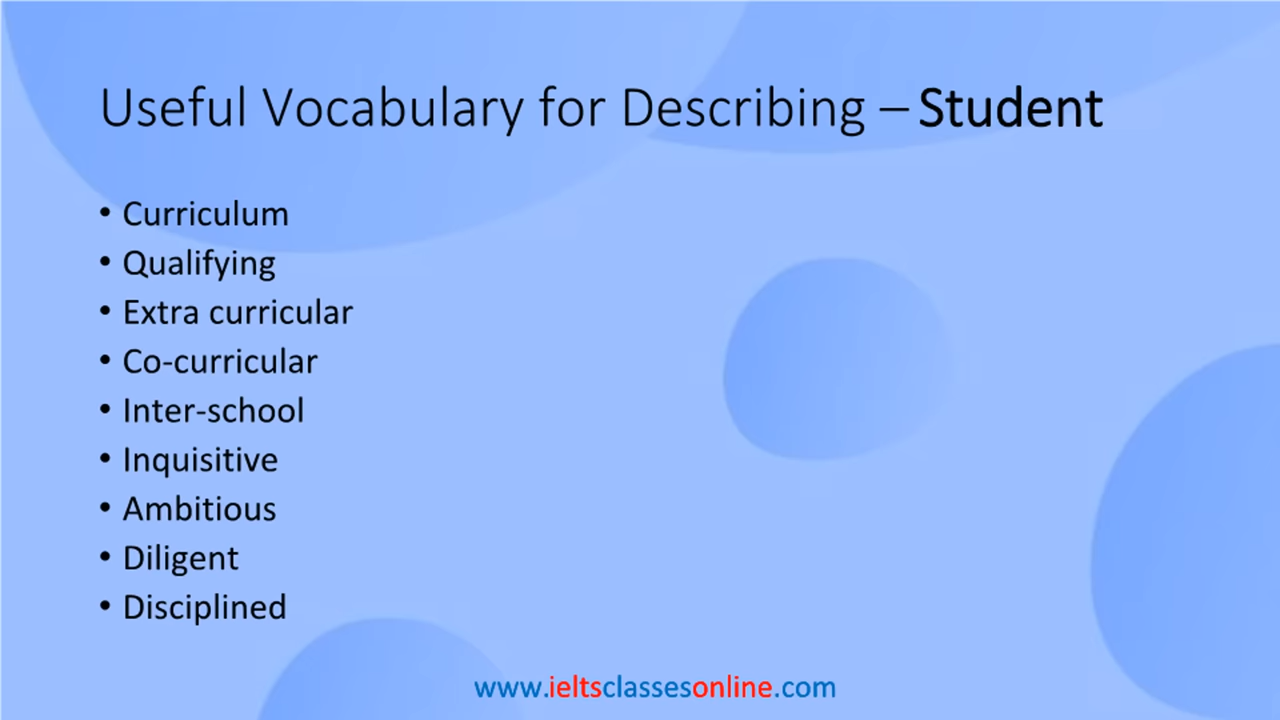 Useful Vocabulary for Describing – Student
• Curriculum
• Qualifying
• Extra curricular
• Co-curricular
• Inter-school
• Inquisitive
• Ambitious
• Diligent
• Disciplined
www.ieltsclassesonline.com